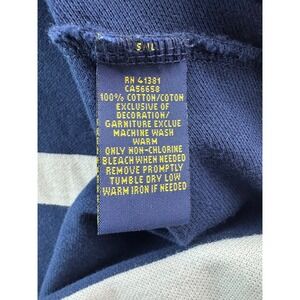 S/L
RN 41381
CA56658
100% COTTON/COTON
EXCLUSIVE OF
DECORATION/
GARNITURE EXCLUE
MACHINE WASH
WARM
ONLY NON-CHLORINE
BLEACH WHEN NEEDED
REMOVE PROMPTLY
TUMBLE DRY LOW
WARM IRON IF NEEDED